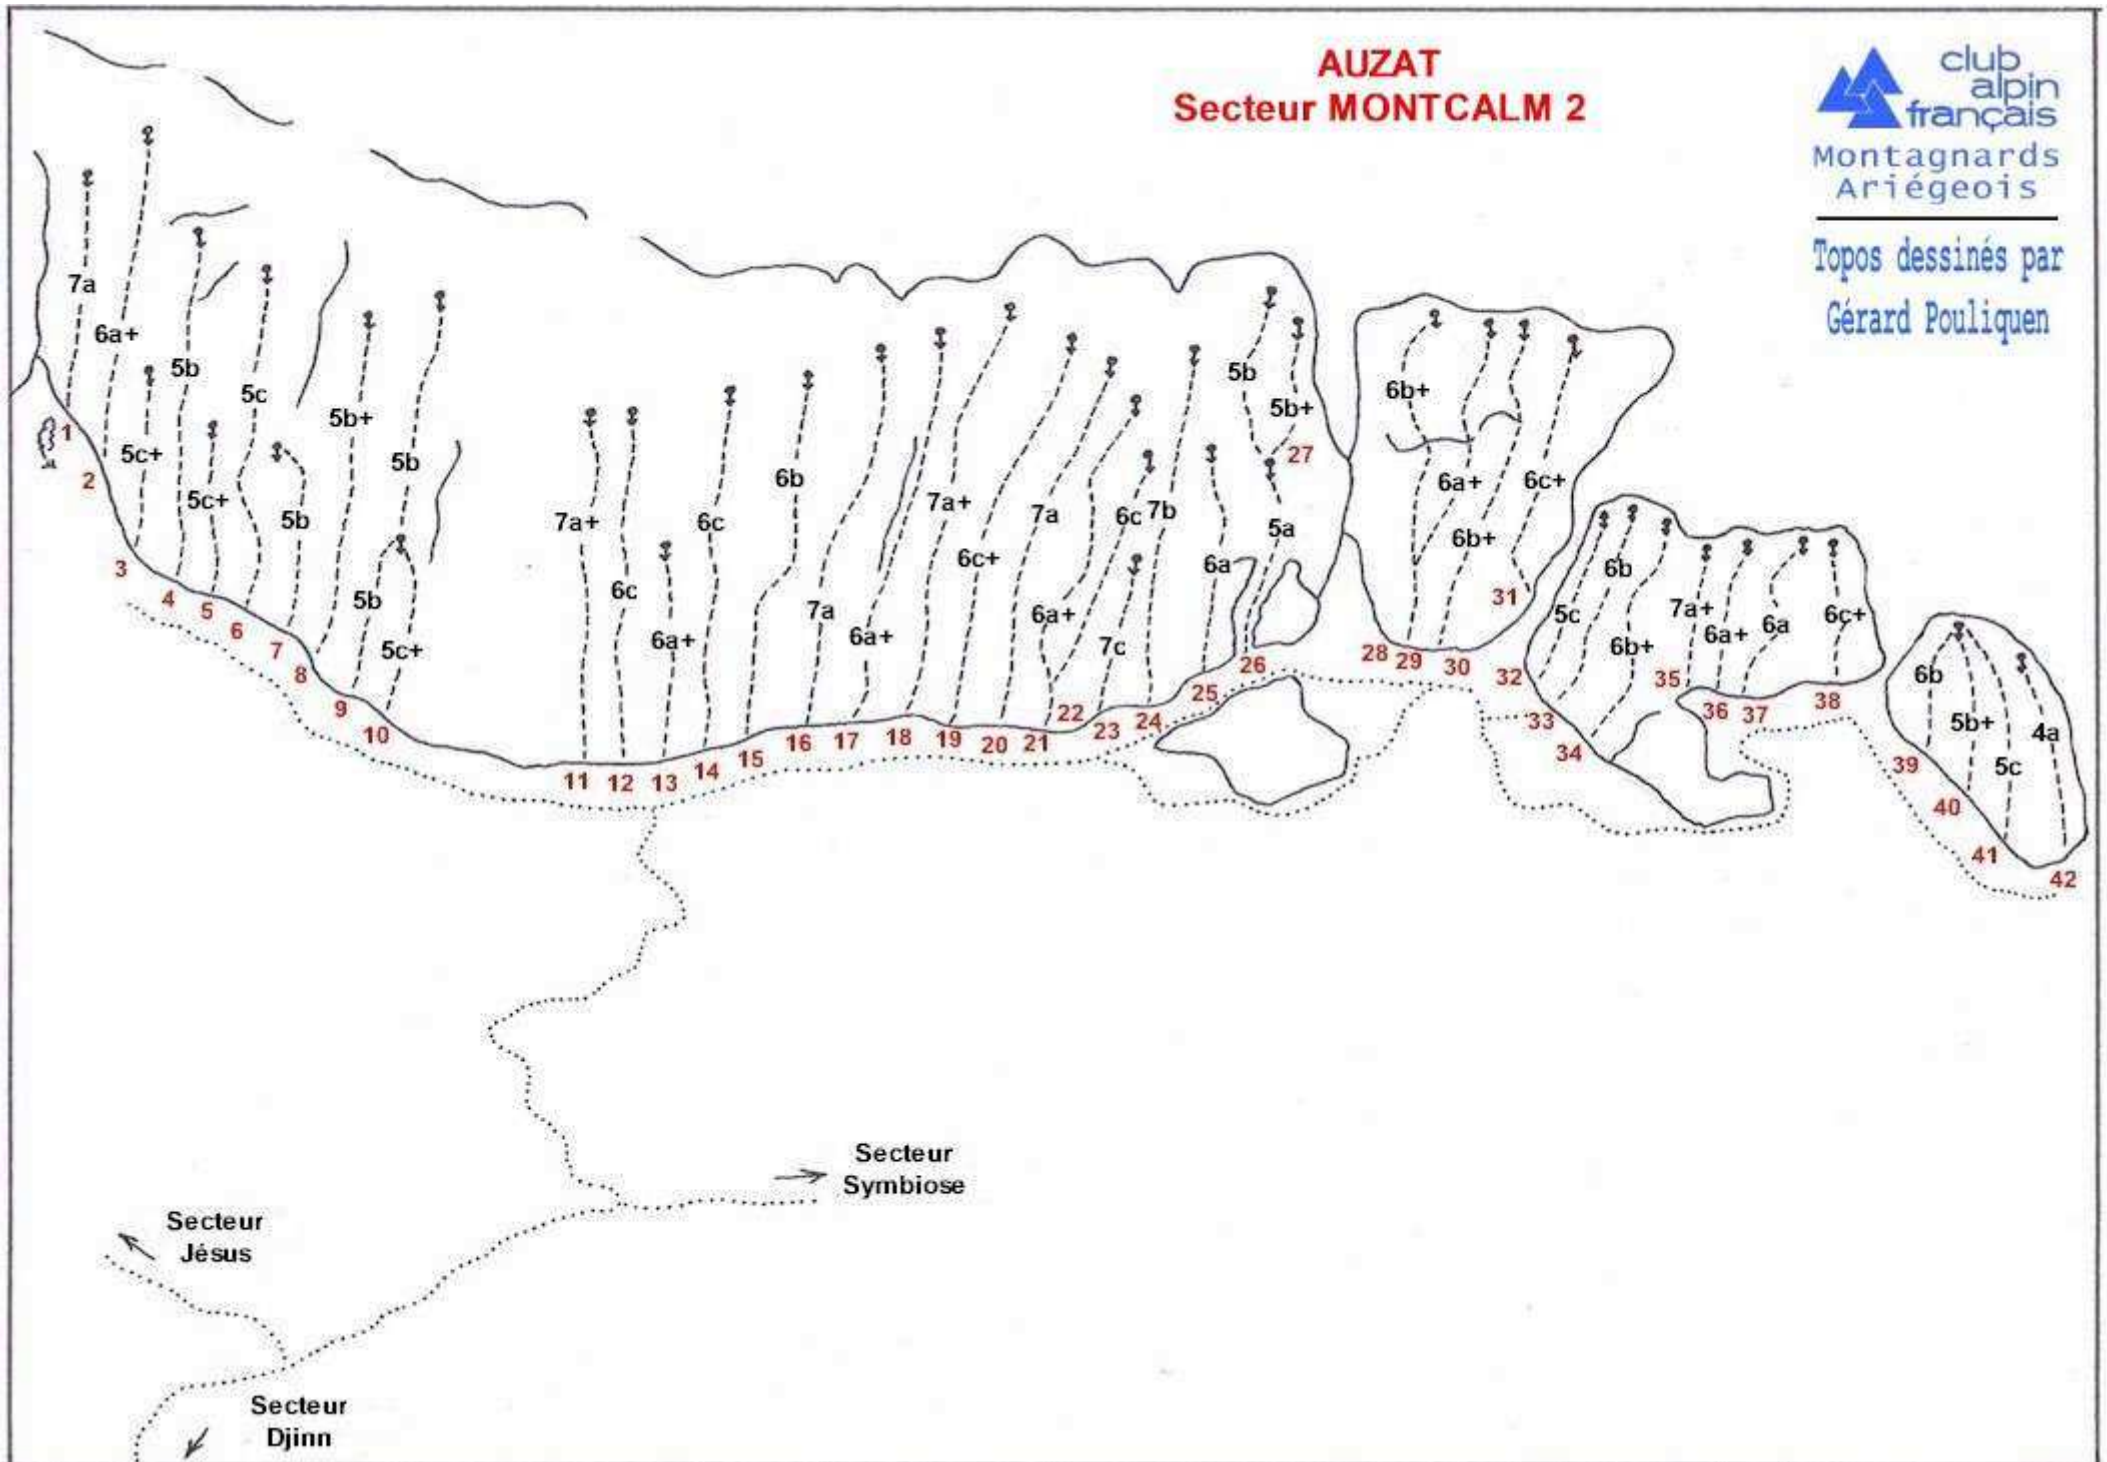 AUZAT
Secteur MONTCALM 2
club
alpin
français
Montagnards
Ariégeois
Topos dessinés par
Gérard Pouliquen
7a
6a+
5b
5c+
5c
5c+
5b
5b+
5b
5b
5c+
7a+
6c
6a+
6c
6b
7a
6a+
7a+
6c+
7a
6a+
6c
7c
7b
6a
5b
5b+
5a
6b+
6a+
6b+
6c+
5c
6b
6b+
7a+
6a+
6a
6c+
6b
5b+
5c
4a
1
2
3
4
5
6
7
8
9
10
11
12
13
14
15
16
17
18
19
20
21
22
23
24
25
26
27
28
29
30
31
32
33
34
35
36
37
38
39
40
41
42
Secteur
Symbiose
Secteur
Jésus
Secteur
Djinn